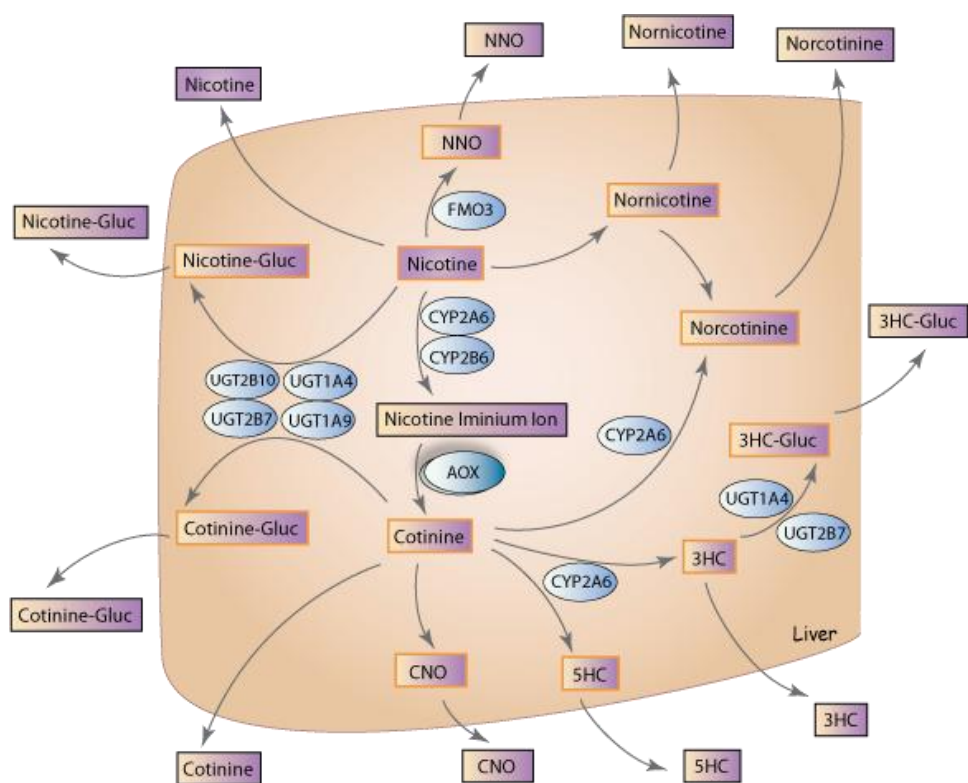 NNO
Nornicotine
Norcotinine
Nicotine
NNO
Nornicotine
FMO3
Nicotine-Gluc
Nicotine-Gluc
Nicotine
CYP2A6
CYP2B6
Norcotinine
3HC-Gluc
UGT2B10
UGT1A4
UGT2B7
UGT1A9
Nicotine Iminium Ion
CYP2A6
3HC-Gluc
AOX
UGT1A4
UGT2B7
Cotinine-Gluc
Cotinine
3HC
CYP2A6
Cotinine-Gluc
Liver
CNO
5HC
3HC
Cotinine
CNO
5HC